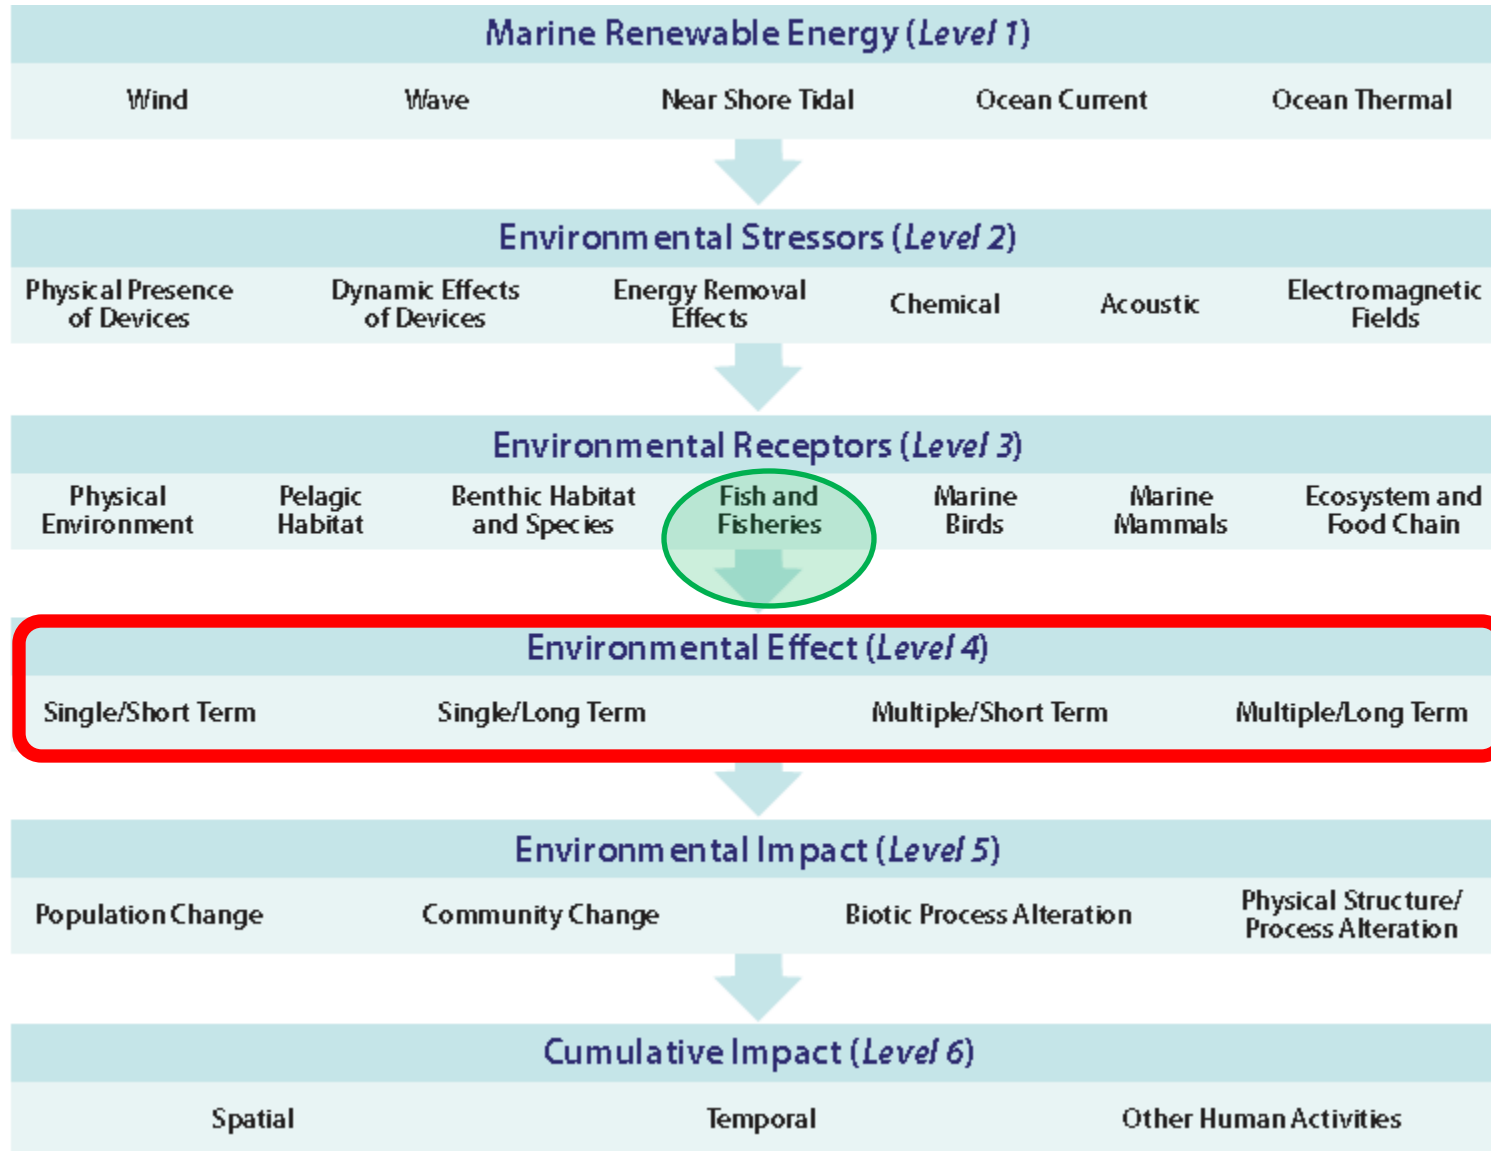 Marine Renewable Energy (Level 1)
Wind Wave Near Shore Tidal Ocean Current Ocean Thermal
Environmental Stressors (Level 2)
Physical Presence
of Devices
Dynamic Effects
of Devices
Energy Removal
Effects
Chemical
Acoustic
Electromagnetic
Fields
Environmental Receptors (Level 3)
Physical
Environment
Pelagic
Habitat
Benthic Habitat
and Species
Fish and
Fisheries
Marine
Birds
Marine
Mammals
Ecosystem and
Food Chain
Environmental Effect (Level 4)
Single/Short Term Single/Long Term Multiple/Short Term Multiple/Long Term
Environmental Impact (Level 5)
Population Change
Community Change
Biotic Process Alteration
Physical Structure/
Process Alteration
Cumulative Impact (Level 6)
Spatial Temporal Other Human Activities